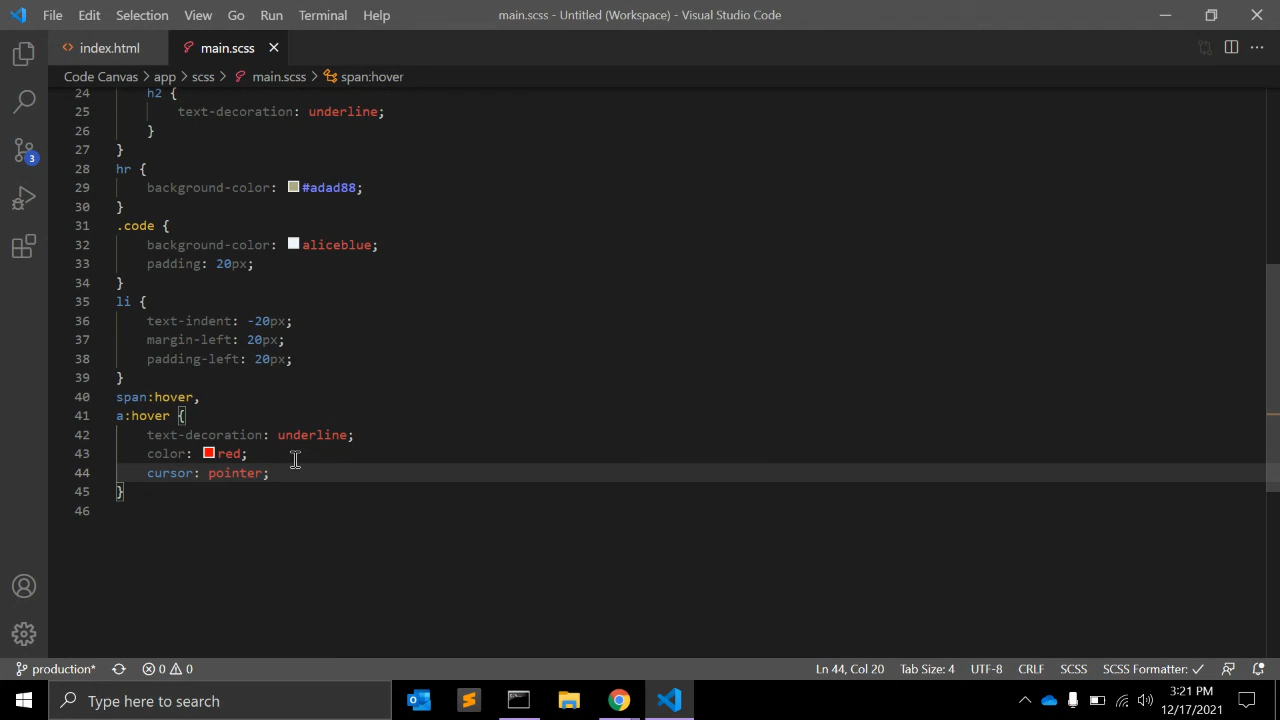 File Edit Selection View Go Run Terminal Help main.scss - Untitled (Workspace) - Visual Studio Code
index.html main.scss
Code Canvas > app > scss > main.scss > span:hover
24 h2 {
25 text-decoration: underline;
26 }
27 }
28 hr {
29 background-color: #adad88;
30 }
31 .code {
32 background-color: aliceblue;
33 padding: 20px;
34 }
35 li {
36 text-indent: -20px;
37 margin-left: 20px;
38 padding-left: 20px;
39 }
40 span:hover,
41 a:hover {
42 text-decoration: underline;
43 color: red;
44 cursor: pointer;
45 }
46
3
production* 0 0 Ln 44, Col 20 Tab Size: 4 UTF-8 CRLF SCSS SCSS Formatter: ✓
Type here to search
3:21 PM
12/17/2021